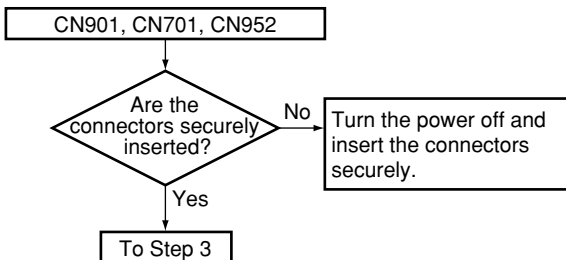 CN901, CN701, CN952
Are the
connectors securely
inserted?
No
Turn the power off and
insert the connectors
securely.
Yes
To Step 3